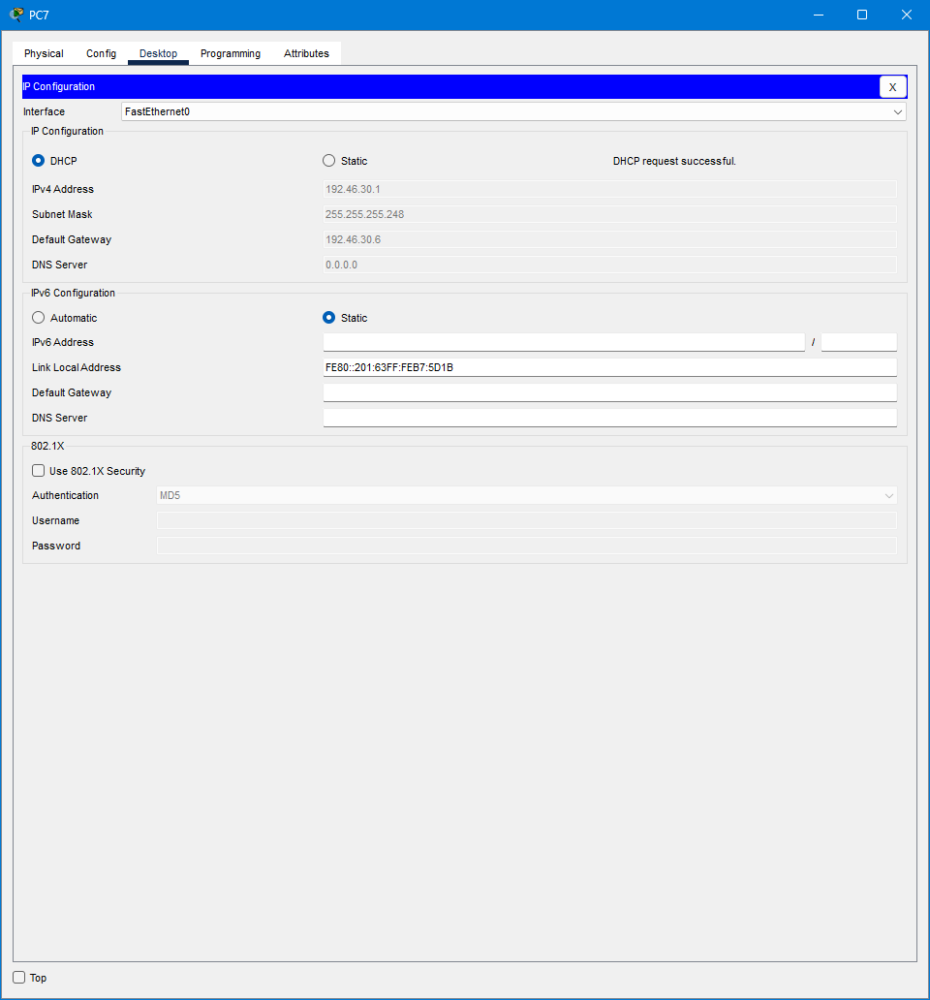 PC7
Physical Config Desktop Programming Attributes
IP Configuration X
Interface FastEthernet0
IP Configuration
DHCP Static DHCP request successful.
IPv4 Address 192.46.30.1
Subnet Mask 255.255.255.248
Default Gateway 192.46.30.6
DNS Server 0.0.0.0
IPv6 Configuration
Automatic Static
IPv6 Address /
Link Local Address FE80::201:63FF:FEB7:5D1B
Default Gateway
DNS Server
802.1X
Use 802.1X Security
Authentication MD5
Username
Password
Top